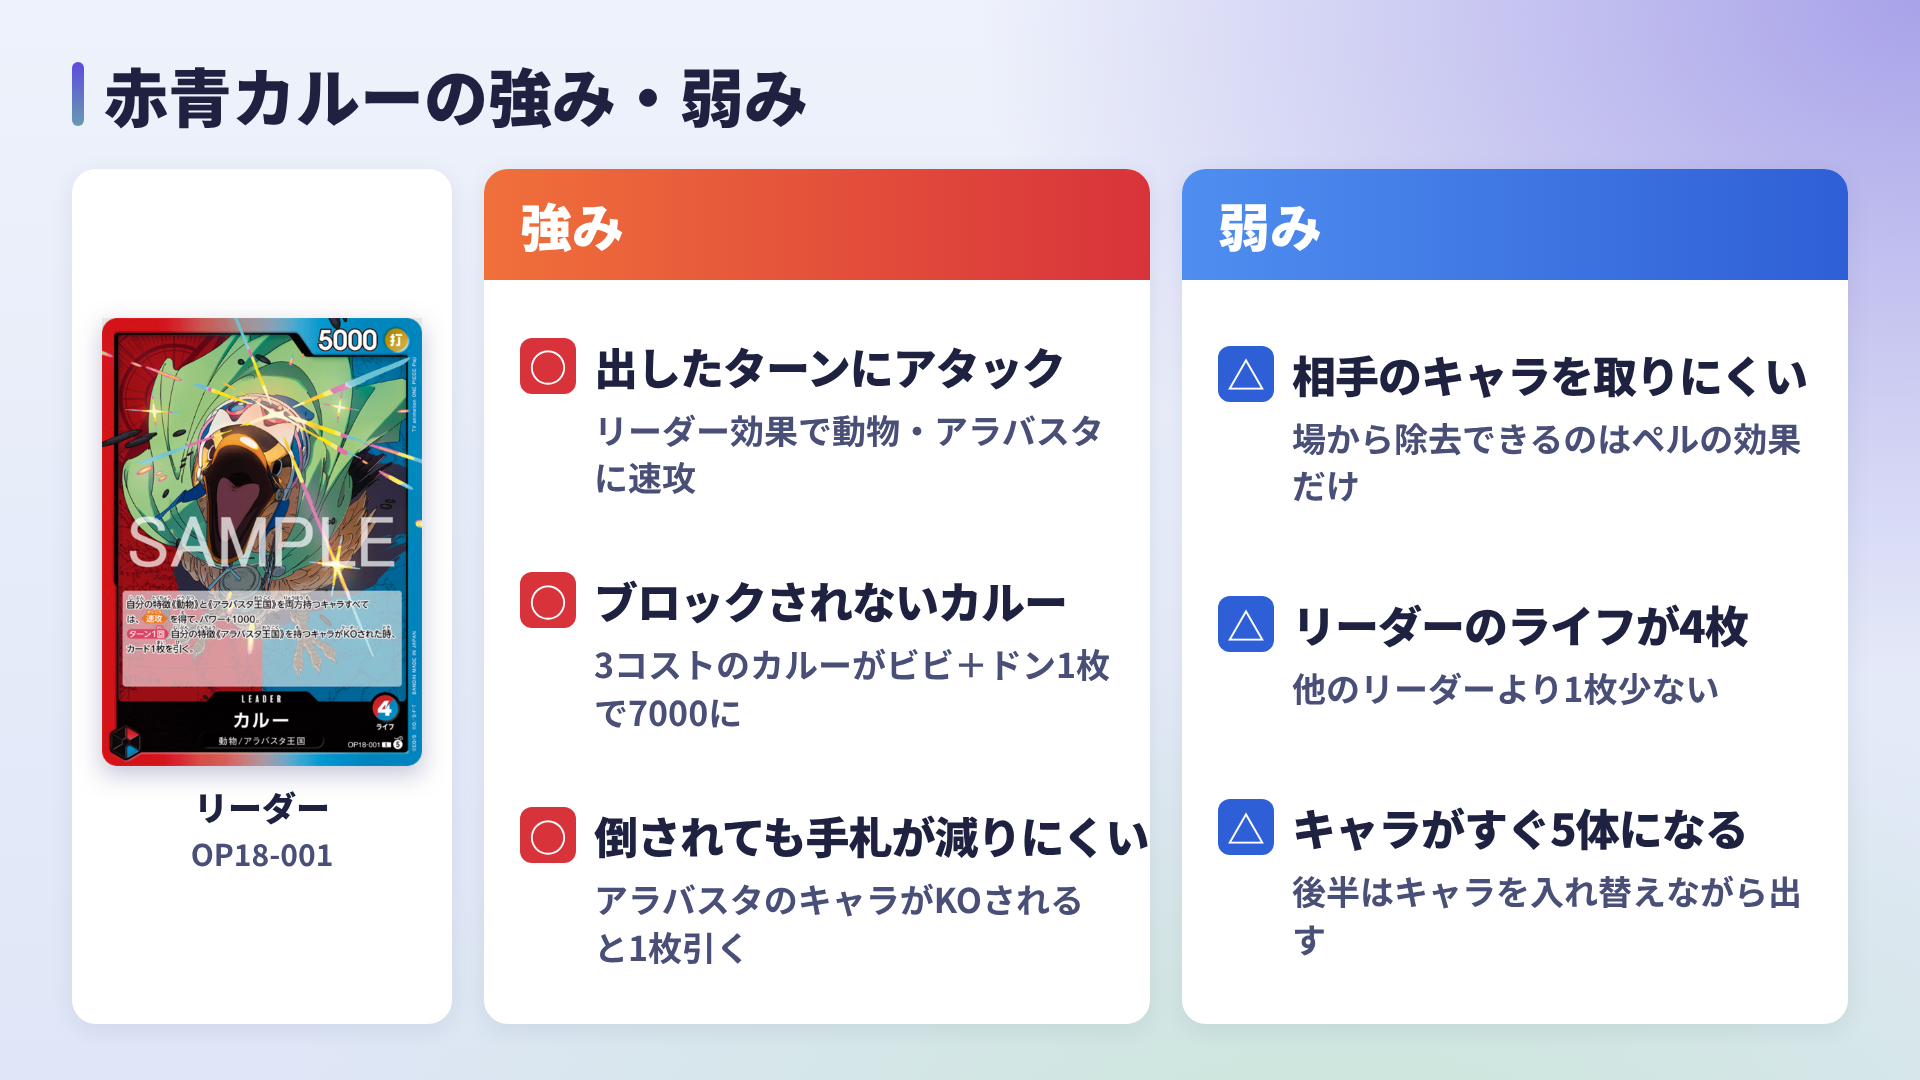 赤青カルーの強み・弱み
5000
打
SAMPLE
自分の特徴《動物》と《アラバスタ王国》を両方持つキャラすべて
は、速攻を得て、パワー+1000。
ターン1回 自分の特徴《アラバスタ王国》を持つキャラがKOされた時、
カード1枚を引く。
LEADER
カルー
4
ライフ
動物/アラバスタ王国
OP18-001
リーダー
OP18-001
強み
○ 出したターンにアタック
リーダー効果で動物・アラバスタ
に速攻
○ ブロックされないカルー
3コストのカルーがビビ＋ドン1枚
で7000に
○ 倒されても手札が減りにくい
アラバスタのキャラがKOされる
と1枚引く
弱み
△ 相手のキャラを取りにくい
場から除去できるのはペルの効果
だけ
△ リーダーのライフが4枚
他のリーダーより1枚少ない
△ キャラがすぐ5体になる
後半はキャラを入れ替えながら出
す